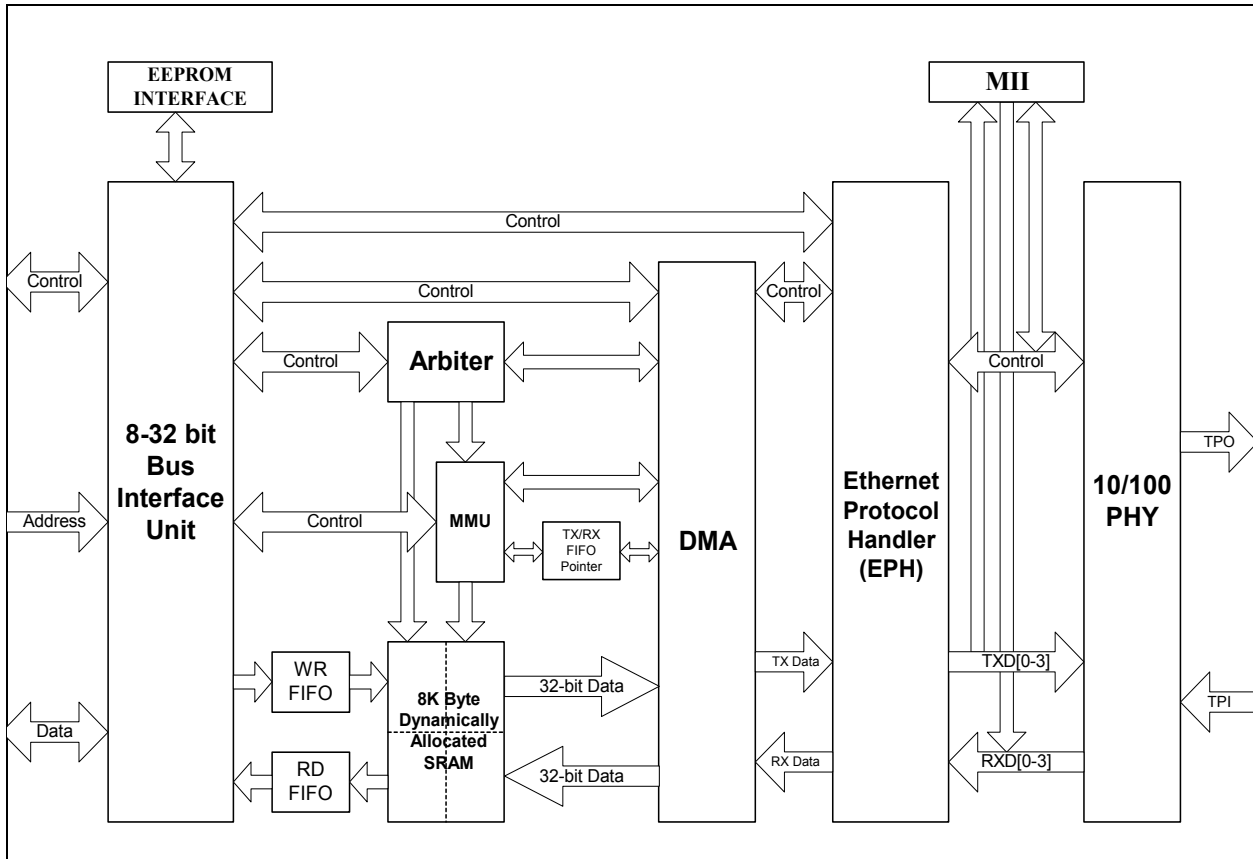 EEPROM
INTERFACE
MII
Control
Control
Control
Control
Control
Arbiter
Control
8-32 bit
Bus
Interface
Unit
Address
Control
MMU
TX/RX
FIFO
Pointer
DMA
Ethernet
Protocol
Handler
(EPH)
10/100
PHY
TPO
WR
FIFO
8K Byte
Dynamically
Allocated
SRAM
32-bit Data
TX Data
TXD[0-3]
TPI
Data
RD
FIFO
32-bit Data
RX Data
RXD[0-3]